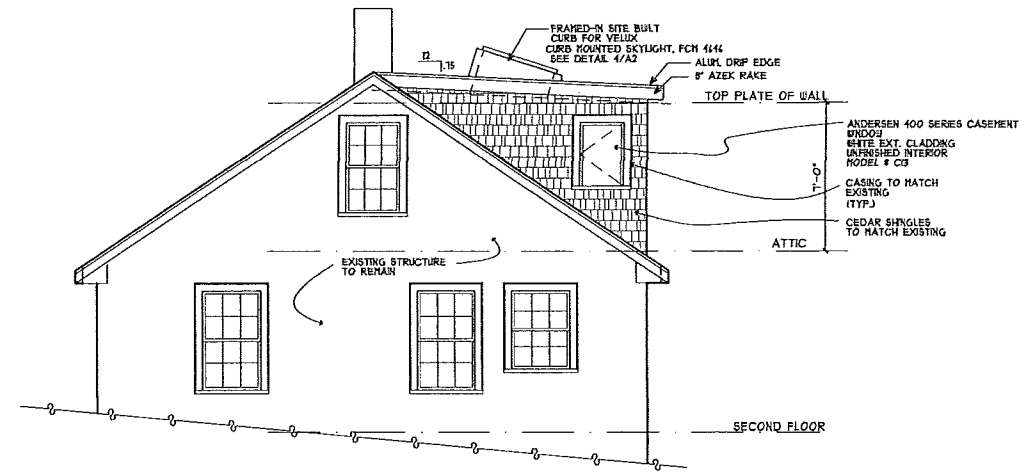 FRAMED-IN SITE BUILT
CURB FOR VELUX
CURB MOUNTED SKYLIGHT, FCM 4646
SEE DETAIL 4/A2
12
.75
ALUM. DRIP EDGE
8" AZEK RAKE
TOP PLATE OF WALL
ANDERSEN 400 SERIES CASEMENT
WINDOW
WHITE EXT. CLADDING
UNFINISHED INTERIOR
MODEL # C13
7'-0"
CASING TO MATCH
EXISTING
(TYP.)
CEDAR SHINGLES
TO MATCH EXISTING
ATTIC
EXISTING STRUCTURE
TO REMAIN
SECOND FLOOR